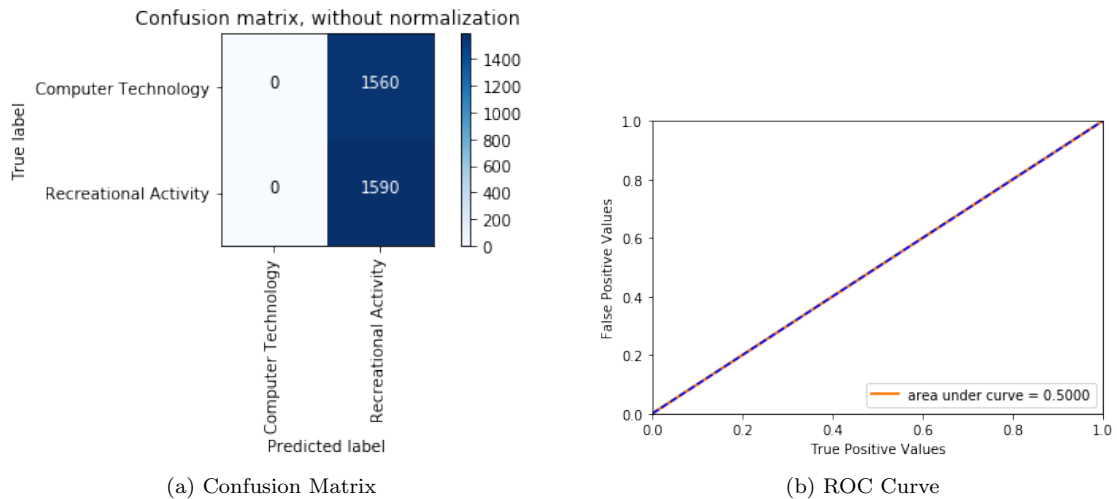 Confusion matrix, without normalization
True label
Computer Technology
Recreational Activity
0
1560
0
1590
1400
1200
1000
800
600
400
200
0
Computer Technology
Recreational Activity
Predicted label
(a) Confusion Matrix
False Positive Values
1.0
0.8
0.6
0.4
0.2
0.0
area under curve = 0.5000
0.0
0.2
0.4
0.6
0.8
1.0
True Positive Values
(b) ROC Curve